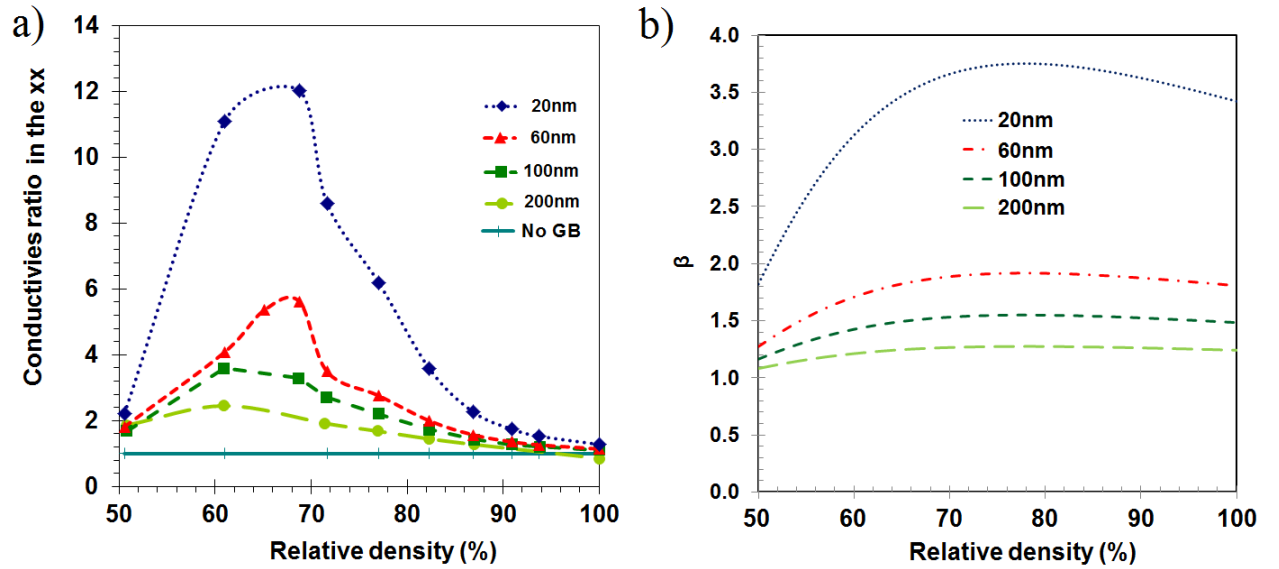 a)
Conductivies ratio in the xx
14
12
10
8
6
4
2
0
50
60
70
80
90
100
Relative density (%)
20nm
60nm
100nm
200nm
No GB
b)
β
4.0
3.5
3.0
2.5
2.0
1.5
1.0
0.5
0.0
50
60
70
80
90
100
Relative density (%)
20nm
60nm
100nm
200nm